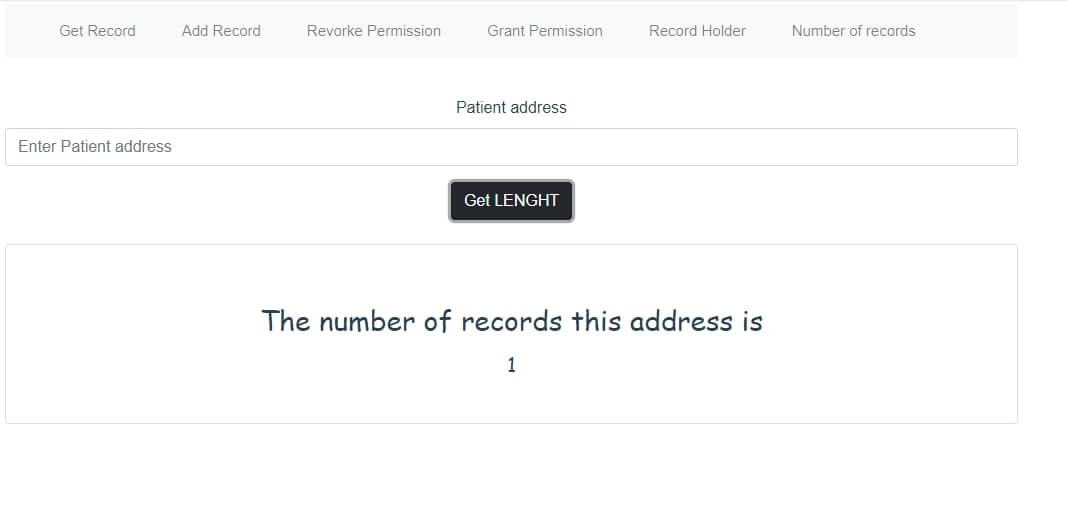 Get Record Add Record Revorke Permission Grant Permission Record Holder Number of records
Patient address
Enter Patient address
Get LENGHT
The number of records this address is
1